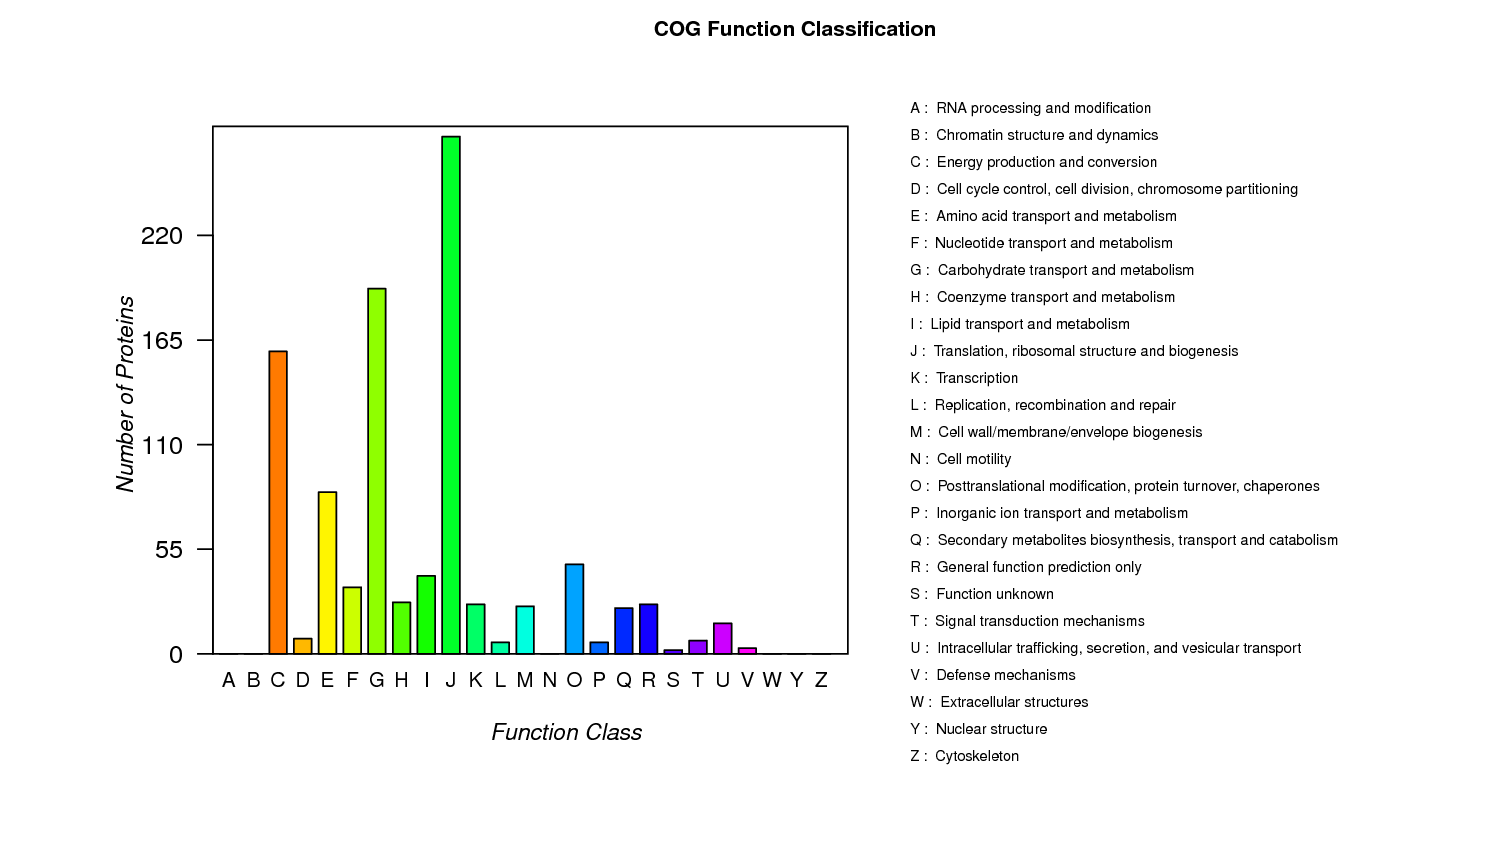 COG Function Classification
A : RNA processing and modification
B : Chromatin structure and dynamics
C : Energy production and conversion
D : Cell cycle control, cell division, chromosome partitioning
E : Amino acid transport and metabolism
F : Nucleotide transport and metabolism
G : Carbohydrate transport and metabolism
H : Coenzyme transport and metabolism
I : Lipid transport and metabolism
J : Translation, ribosomal structure and biogenesis
K : Transcription
L : Replication, recombination and repair
M : Cell wall/membrane/envelope biogenesis
N : Cell motility
O : Posttranslational modification, protein turnover, chaperones
P : Inorganic ion transport and metabolism
Q : Secondary metabolites biosynthesis, transport and catabolism
R : General function prediction only
S : Function unknown
T : Signal transduction mechanisms
U : Intracellular trafficking, secretion, and vesicular transport
V : Defense mechanisms
W : Extracellular structures
Y : Nuclear structure
Z : Cytoskeleton
Number of Proteins
220
165
110
55
0
A B C D E F G H I J K L M N O P Q R S T U V W Y Z
Function Class